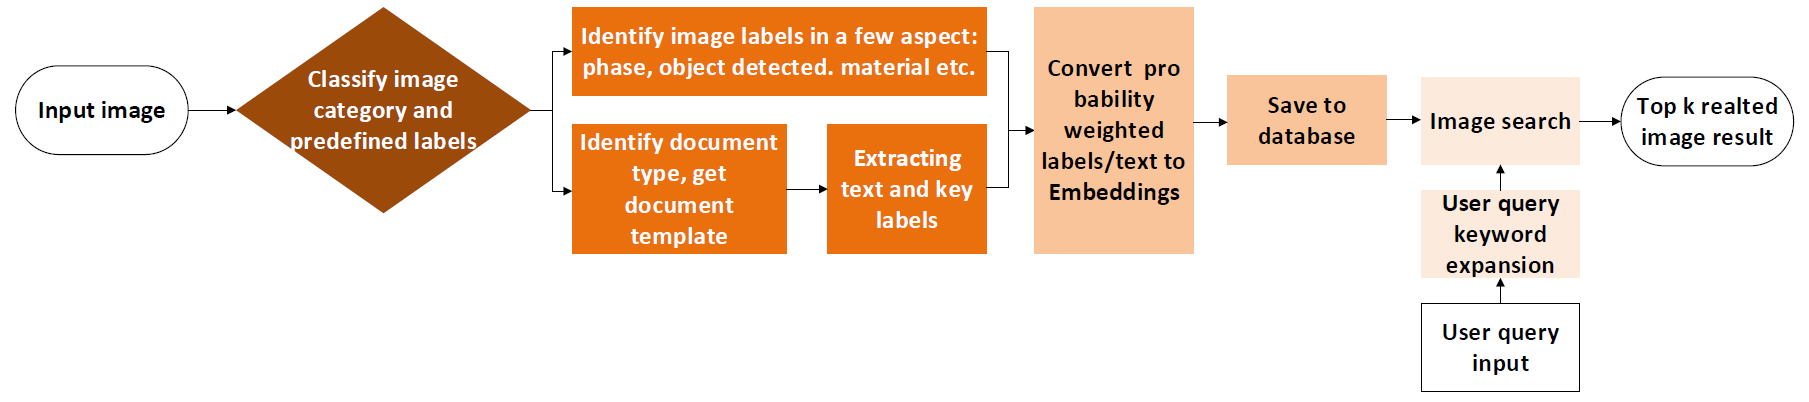 Input image
Classify image
category and
predefined labels
Identify image labels in a few aspect:
phase, object detected. material etc.
Identify document
type, get
document
template
Extracting
text and key
labels
Convert  pro
bability
weighted
labels/text to
Embeddings
Save to
database
Image search
Top k realted
image result
User query
keyword
expansion
User query
input